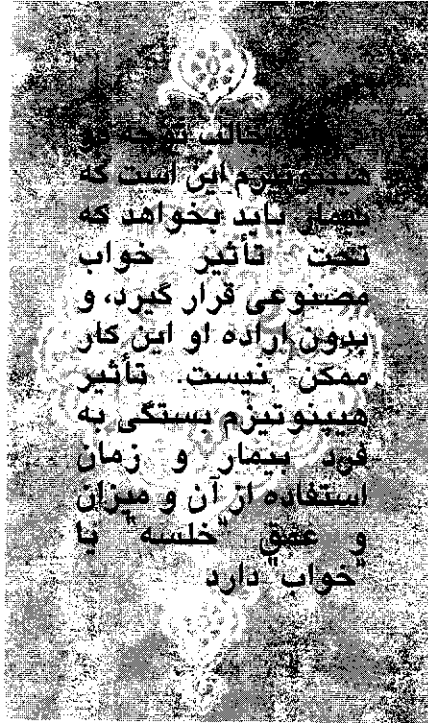 جالب توجه در
هیپنوتیزم این است که
بیمار باید بخواهد که
تحت تأثیر خواب
مصنوعی قرار گیرد، و
بدون اراده او این کار
ممکن نیست. تأثیر
هیپنوتیزم بستگی به
فرد بیمار و زمان
استفاده از آن و میزان
و عمق "خلسه" یا
"خواب" دارد